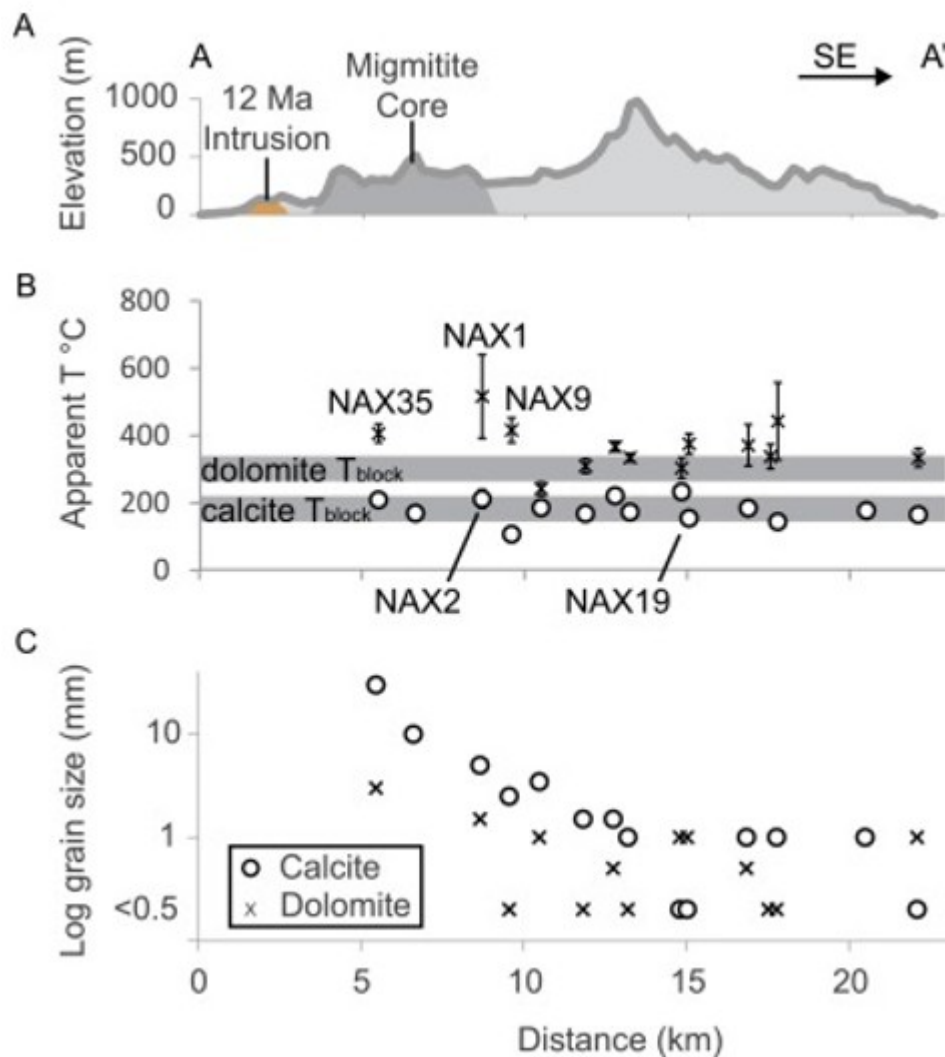 A
A
SE
A'
12 Ma
Intrusion
Migmitite
Core
Elevation (m)
1000
500
0
B
Apparent T °C
800
600
400
200
0
NAX35
NAX1
NAX9
dolomite Tblock
calcite Tblock
NAX2
NAX19
C
Log grain size (mm)
10
1
<0.5
Calcite
Dolomite
0
5
10
15
20
Distance (km)